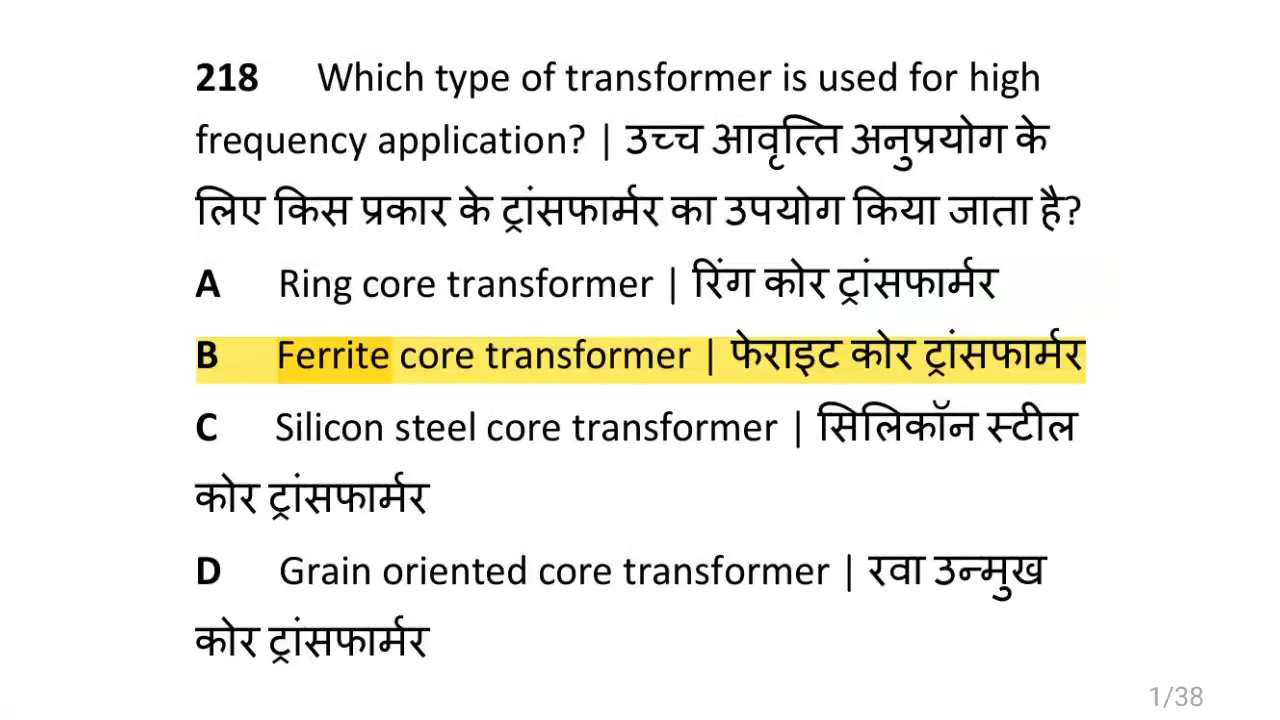 218 Which type of transformer is used for high
frequency application? | उच्च आवृत्ति अनुप्रयोग के
लिए किस प्रकार के ट्रांसफार्मर का उपयोग किया जाता है?
A Ring core transformer | रिंग कोर ट्रांसफार्मर
B Ferrite core transformer | फेराइट कोर ट्रांसफार्मर
C Silicon steel core transformer | सिलिकॉन स्टील
कोर ट्रांसफार्मर
D Grain oriented core transformer | रवा उन्मुख
कोर ट्रांसफार्मर
1/38